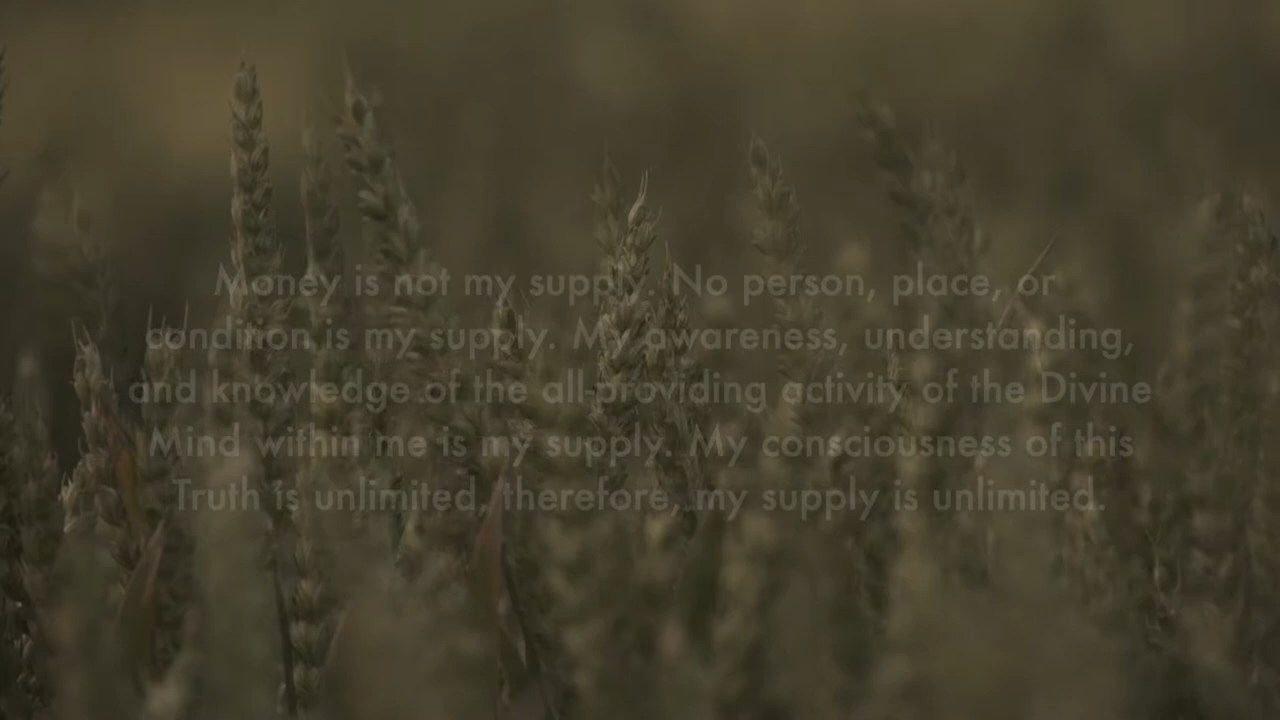 Money is not my supply. No person, place, or
condition is my supply. My awareness, understanding,
and knowledge of the all-providing activity of the Divine
Mind within me is my supply. My consciousness of this
Truth is unlimited, therefore, my supply is unlimited.